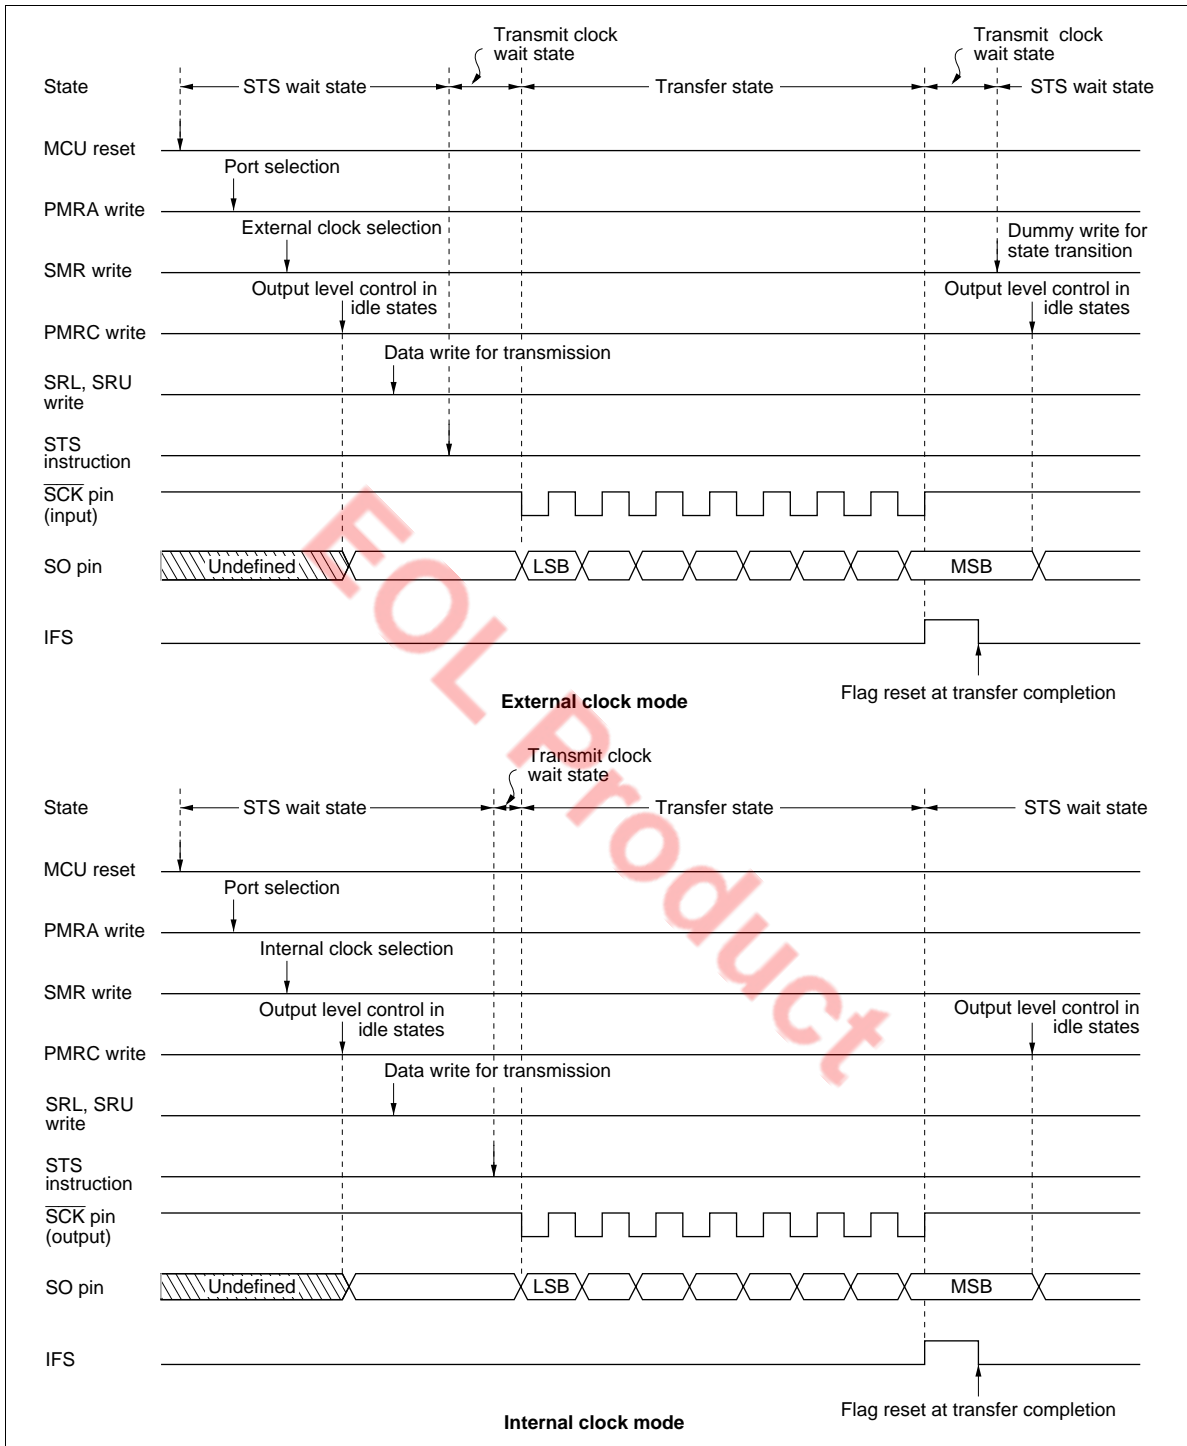 Transmit clock
wait state
Transmit clock
wait state
State
STS wait state
Transfer state
STS wait state
MCU reset
Port selection
PMRA write
External clock selection
Dummy write for
state transition
SMR write
Output level control in
idle states
Output level control in
idle states
PMRC write
Data write for transmission
SRL, SRU
write
STS
instruction
SCK pin
(input)
SO pin
Undefined
LSB
MSB
IFS
Flag reset at transfer completion
External clock mode
Transmit clock
wait state
State
STS wait state
Transfer state
STS wait state
MCU reset
Port selection
PMRA write
Internal clock selection
SMR write
Output level control in
idle states
Output level control in
idle states
PMRC write
Data write for transmission
SRL, SRU
write
STS
instruction
SCK pin
(output)
SO pin
Undefined
LSB
MSB
IFS
Flag reset at transfer completion
Internal clock mode
EOL Product